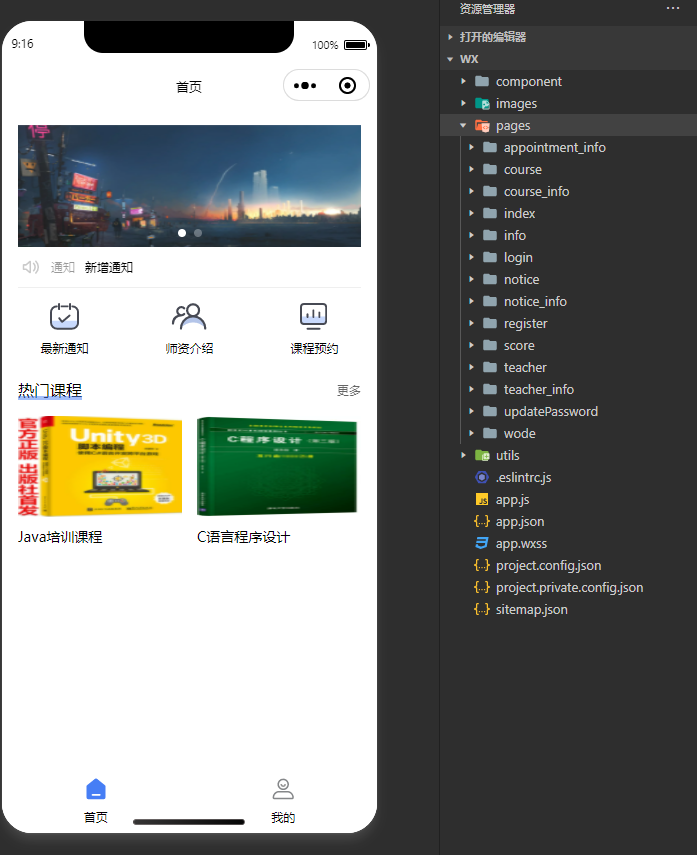 9:16
100%
首页
停
通知 新增通知
最新通知 师资介绍 课程预约
热门课程 更多
官方正版 出版社首发
Unity3D
脚本编程
C程序设计
Java培训课程 C语言程序设计
首页 我的
资源管理器
打开的编辑器
WX
component
images
pages
appointment_info
course
course_info
index
info
login
notice
notice_info
register
score
teacher
teacher_info
updatePassword
wode
utils
.eslintrc.js
JS app.js
{..} app.json
app.wxss
{..} project.config.json
{..} project.private.config.json
{..} sitemap.json